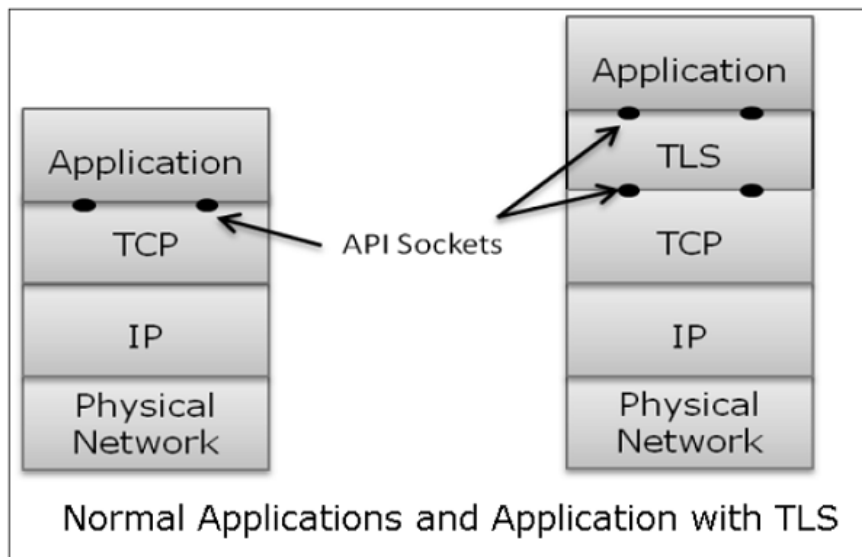 Application
TCP
IP
Physical
Network
API Sockets
Application
TLS
TCP
IP
Physical
Network
Normal Applications and Application with TLS